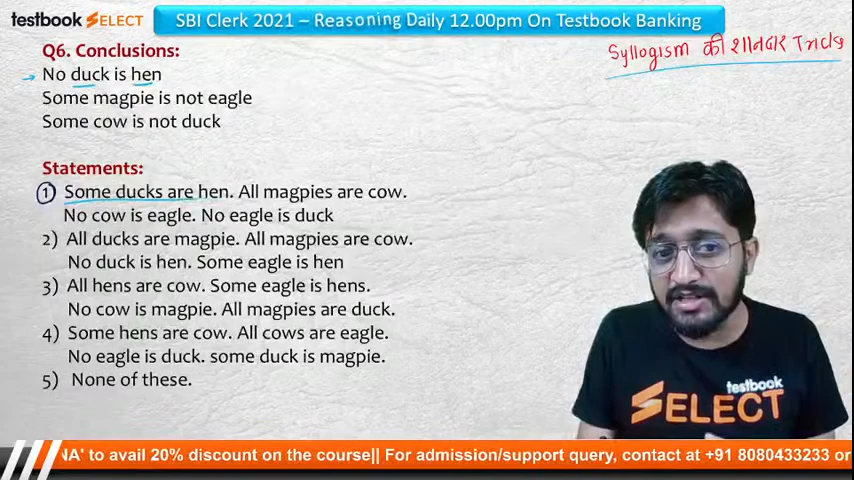 testbook SELECT
SBI Clerk 2021 – Reasoning Daily 12.00pm On Testbook Banking
Syllogism की शानदार Tricks
Q6. Conclusions:
No duck is hen
Some magpie is not eagle
Some cow is not duck
Statements:
1) Some ducks are hen. All magpies are cow.
No cow is eagle. No eagle is duck
2) All ducks are magpie. All magpies are cow.
No duck is hen. Some eagle is hen
3) All hens are cow. Some eagle is hens.
No cow is magpie. All magpies are duck.
4) Some hens are cow. All cows are eagle.
No eagle is duck. some duck is magpie.
5) None of these.
testbook
SELECT
NA' to avail 20% discount on the course|| For admission/support query, contact at +91 8080433233 or